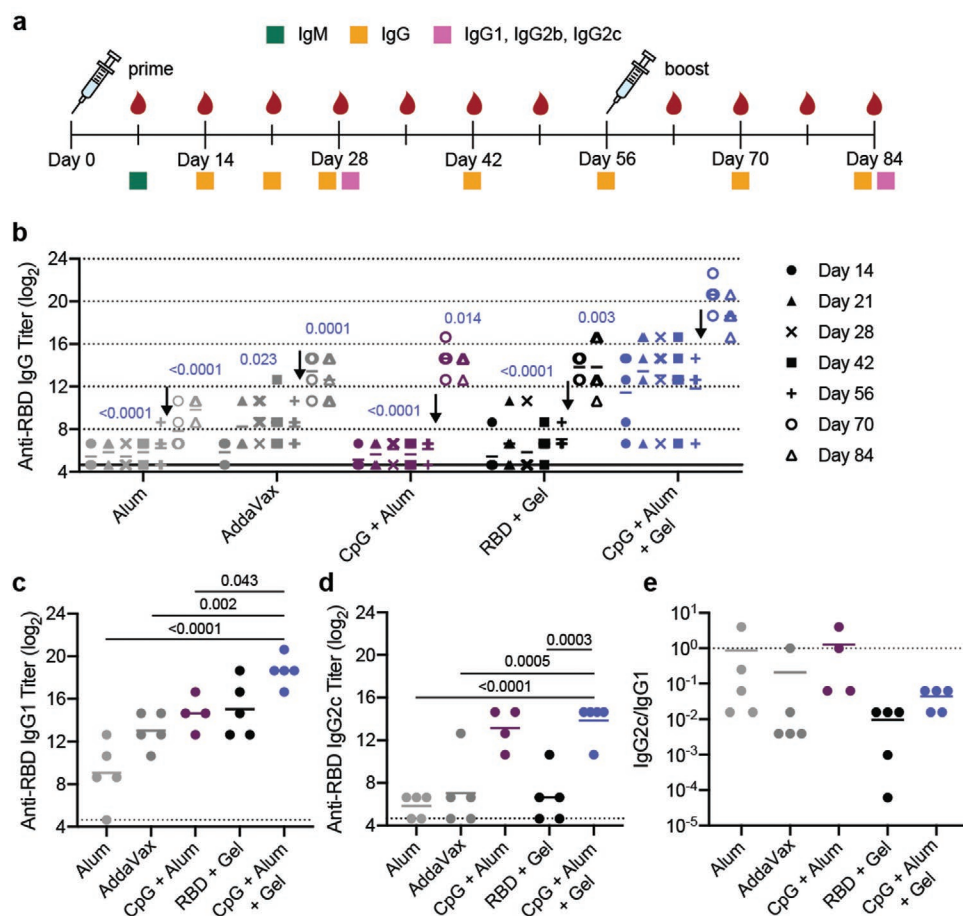 a
IgM IgG IgG1, IgG2b, IgG2c
prime boost
Day 0 Day 14 Day 28 Day 42 Day 56 Day 70 Day 84
b
Anti-RBD IgG Titer (log2)
24
20
16
12
8
4
<0.0001
<0.0001
0.023
0.0001
<0.0001
0.014
<0.0001
0.003
Alum
AddaVax
CpG + Alum
RBD + Gel
CpG + Alum
+ Gel
Day 14
Day 21
Day 28
Day 42
Day 56
Day 70
Day 84
c
Anti-RBD IgG1 Titer (log2)
24
20
16
12
8
4
0.043
0.002
<0.0001
Alum
AddaVax
CpG + Alum
RBD + Gel
CpG + Alum
+ Gel
d
Anti-RBD IgG2c Titer (log2)
24
20
16
12
8
4
0.0003
0.0005
<0.0001
Alum
AddaVax
CpG + Alum
RBD + Gel
CpG + Alum
+ Gel
e
IgG2c/IgG1
10^1
10^0
10^-1
10^-2
10^-3
10^-4
10^-5
Alum
AddaVax
CpG + Alum
RBD + Gel
CpG + Alum
+ Gel